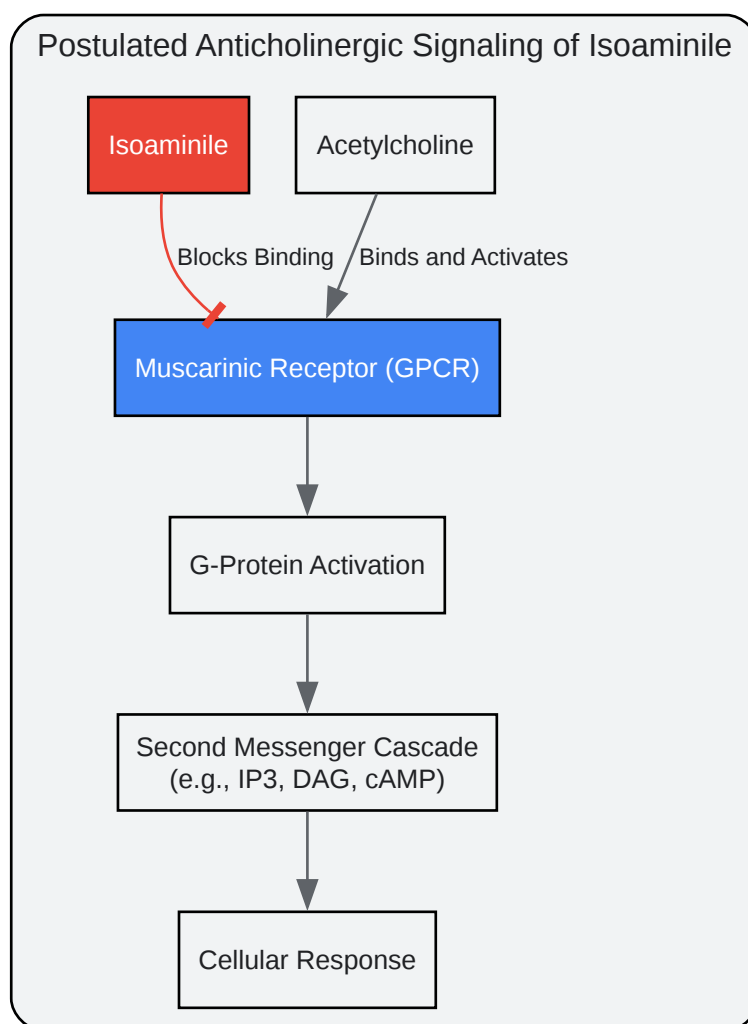 Postulated Anticholinergic Signaling of Isoaminile
Isoaminile
Acetylcholine
Blocks Binding
Binds and Activates
Muscarinic Receptor (GPCR)
G-Protein Activation
Second Messenger Cascade
(e.g., IP3, DAG, cAMP)
Cellular Response